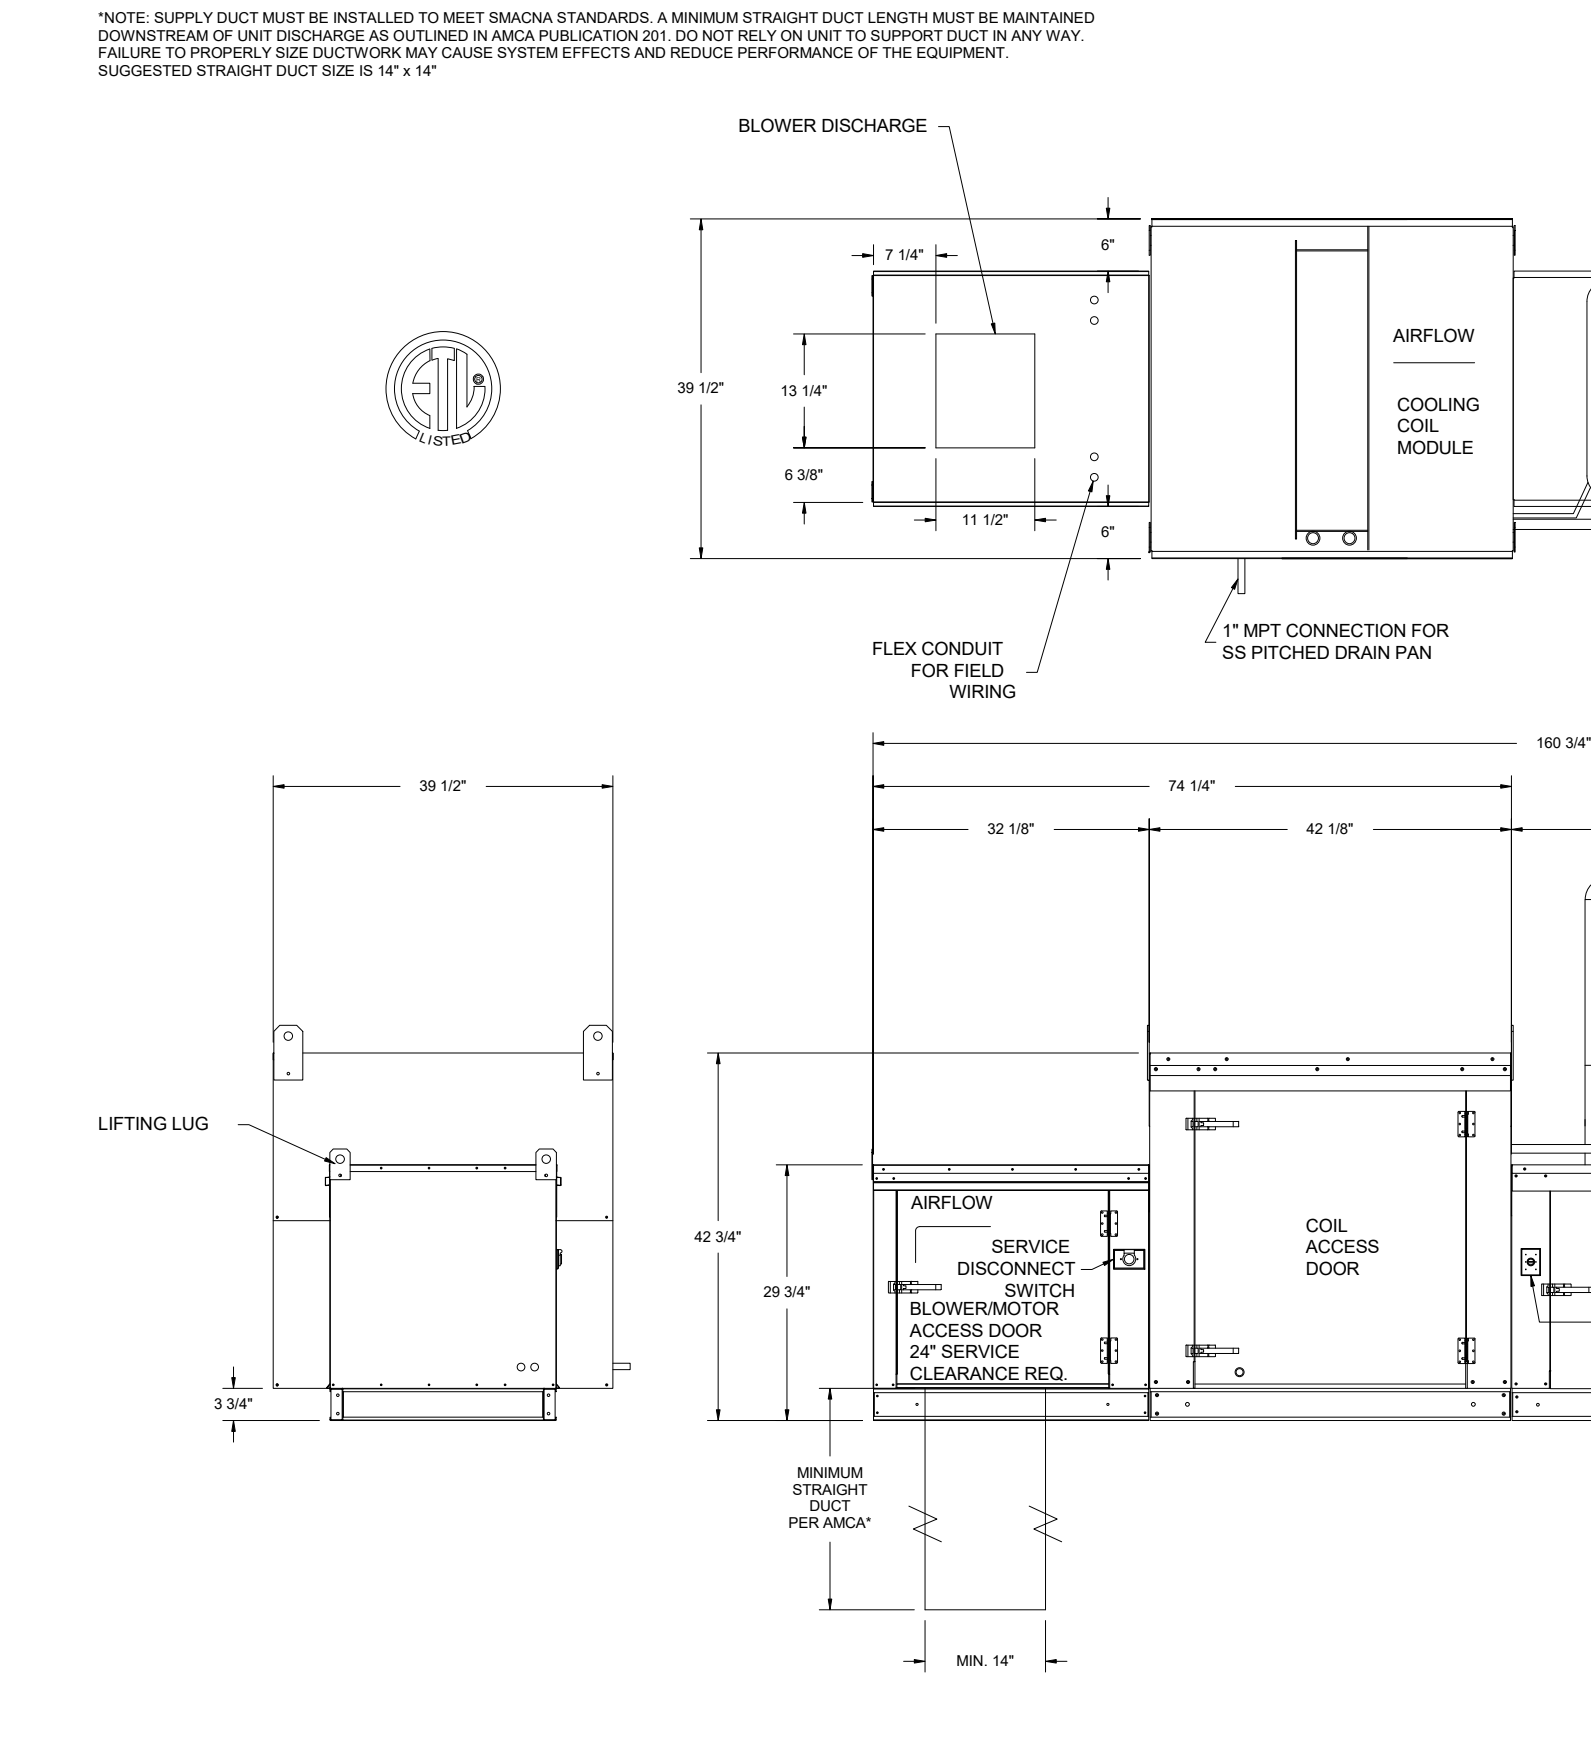 *NOTE: SUPPLY DUCT MUST BE INSTALLED TO MEET SMACNA STANDARDS. A MINIMUM STRAIGHT DUCT LENGTH MUST BE MAINTAINED
DOWNSTREAM OF UNIT DISCHARGE AS OUTLINED IN AMCA PUBLICATION 201. DO NOT RELY ON UNIT TO SUPPORT DUCT IN ANY WAY.
FAILURE TO PROPERLY SIZE DUCTWORK MAY CAUSE SYSTEM EFFECTS AND REDUCE PERFORMANCE OF THE EQUIPMENT.
SUGGESTED STRAIGHT DUCT SIZE IS 14" x 14"
BLOWER DISCHARGE
6"
7 1/4"
39 1/2"
13 1/4"
6 3/8"
11 1/2"
6"
AIRFLOW
COOLING
COIL
MODULE
ETL
LISTED
FLEX CONDUIT
FOR FIELD
WIRING
1" MPT CONNECTION FOR
SS PITCHED DRAIN PAN
160 3/4"
39 1/2"
74 1/4"
32 1/8"
42 1/8"
LIFTING LUG
3 3/4"
42 3/4"
29 3/4"
AIRFLOW
SERVICE
DISCONNECT
SWITCH
BLOWER/MOTOR
ACCESS DOOR
24" SERVICE
CLEARANCE REQ.
COIL
ACCESS
DOOR
MINIMUM
STRAIGHT
DUCT
PER AMCA*
MIN. 14"